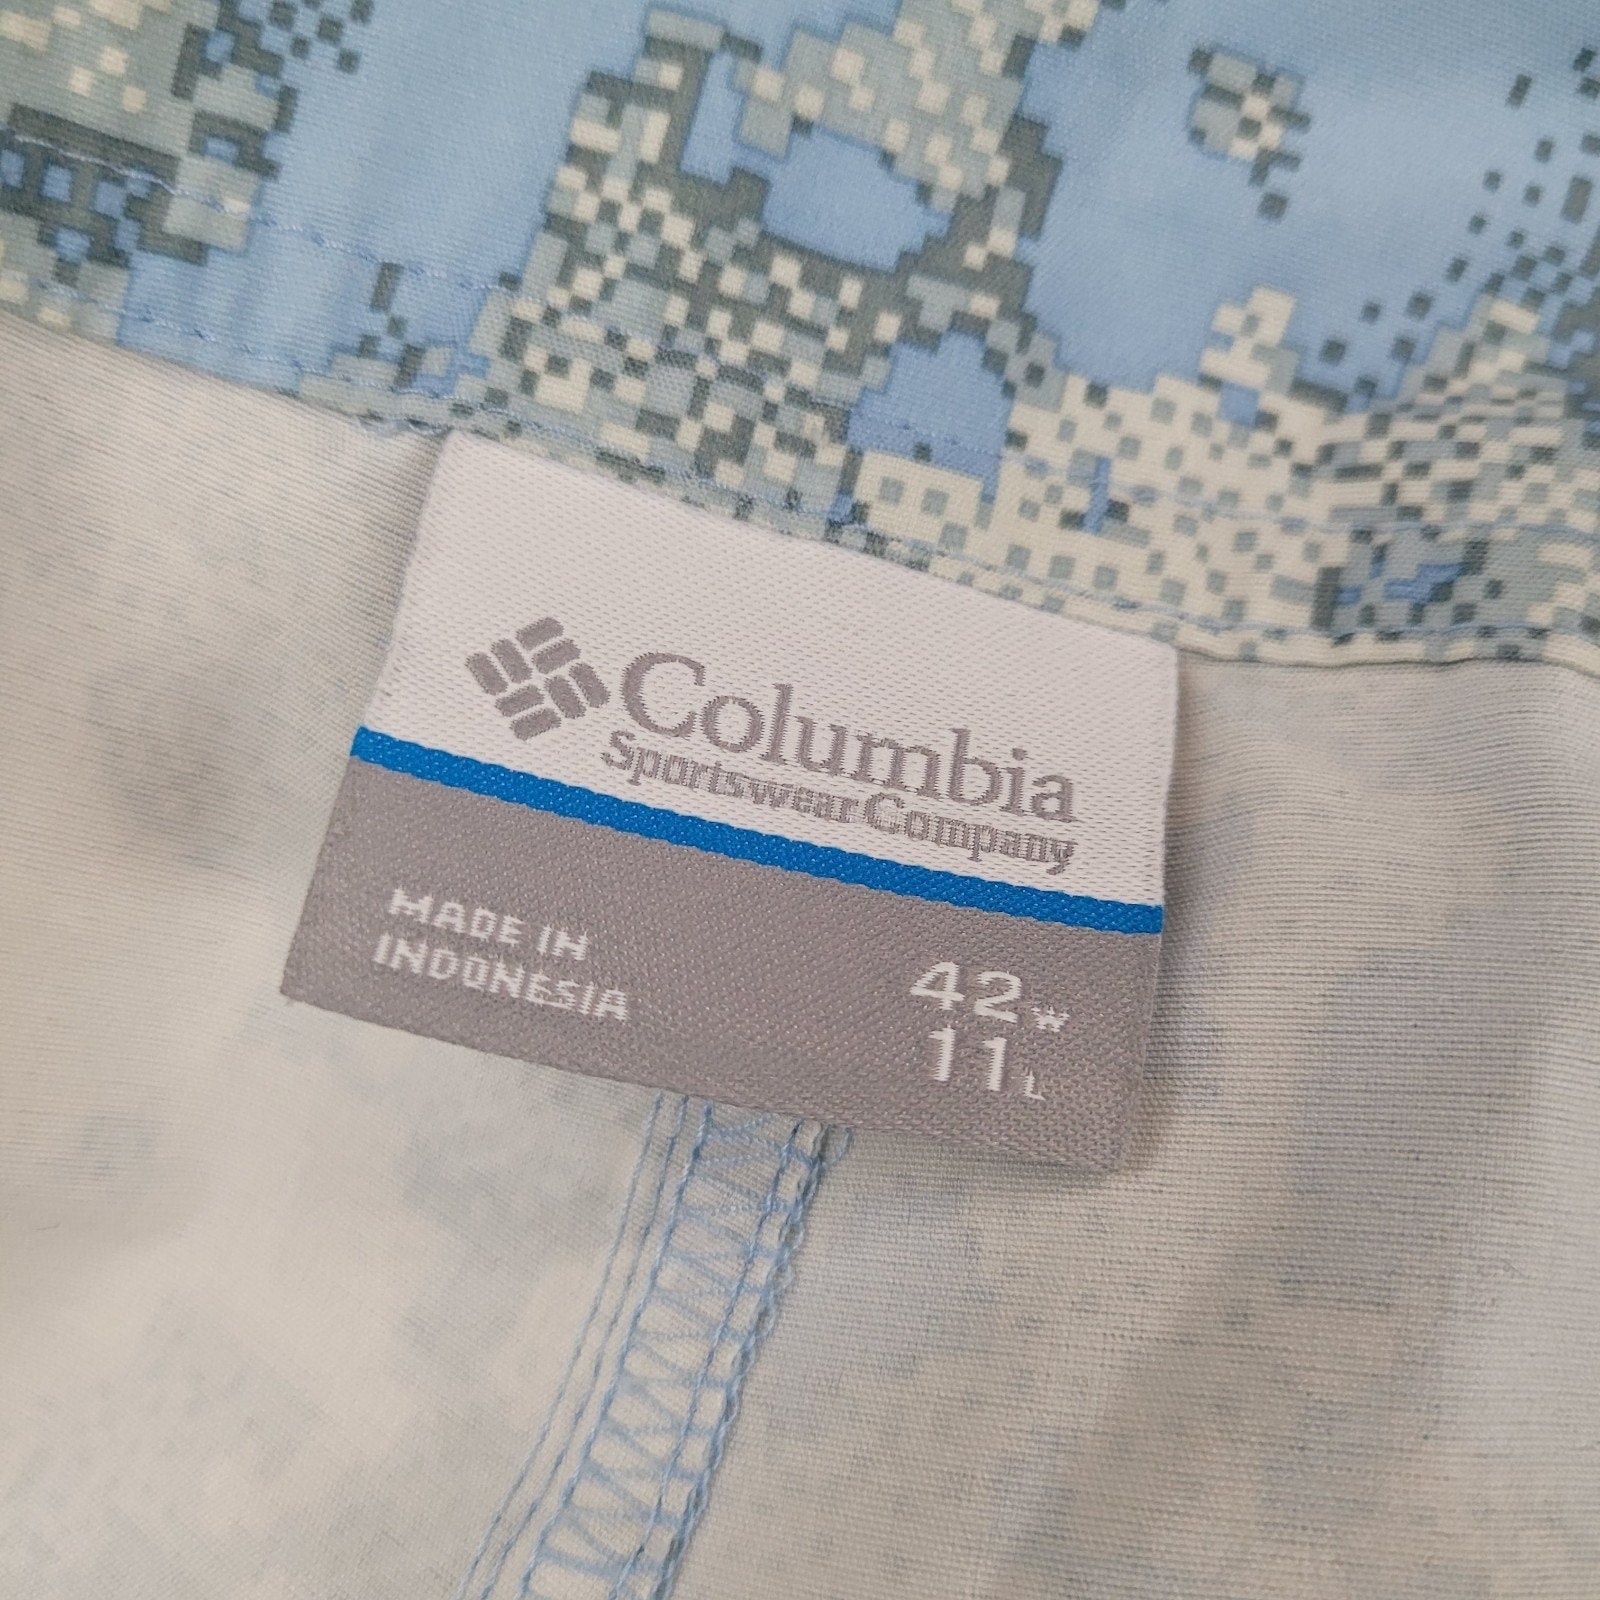 Columbia
Sportswear Company
MADE IN
INDONESIA
42W
11L